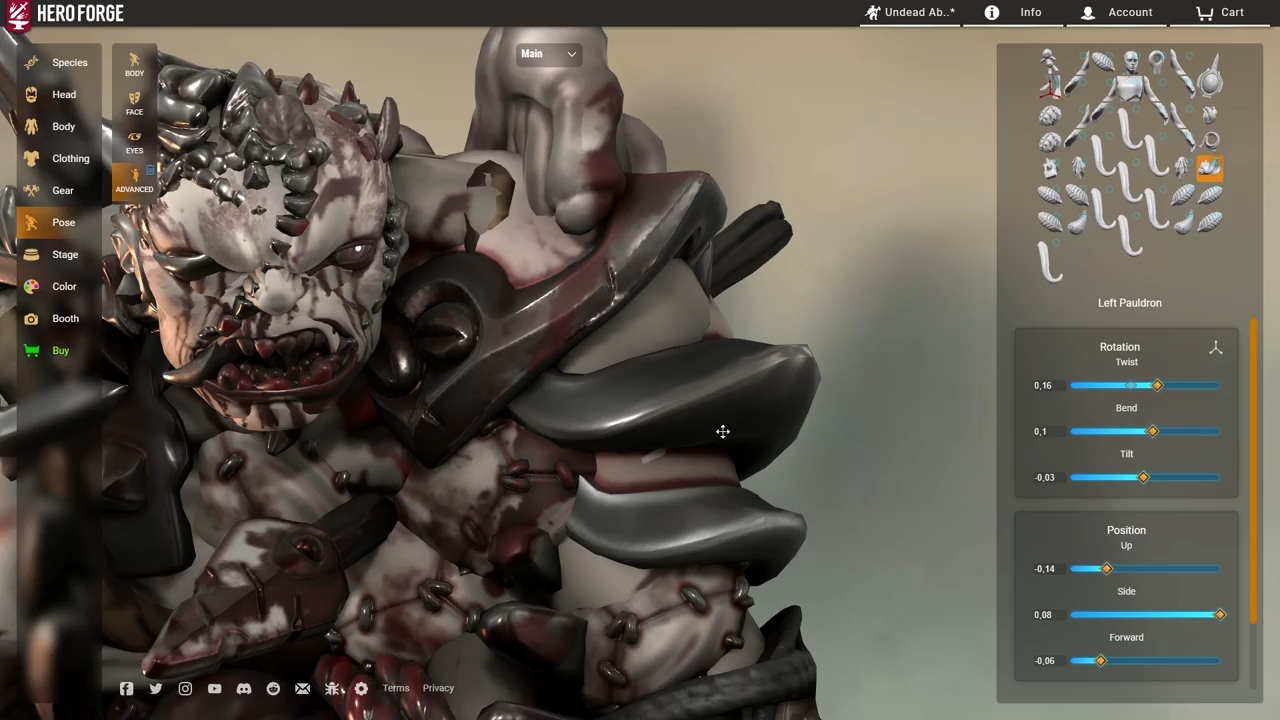 HERO FORGE
Undead Ab..*
Info
Account
Cart
Main
Species
Head
Body
Clothing
Gear
Pose
Stage
Color
Booth
Buy
BODY
FACE
EYES
ADVANCED
Left Pauldron
Rotation
Twist
0,16
Bend
0,1
Tilt
-0,03
Position
Up
-0,14
Side
0,08
Forward
-0,06
Terms
Privacy